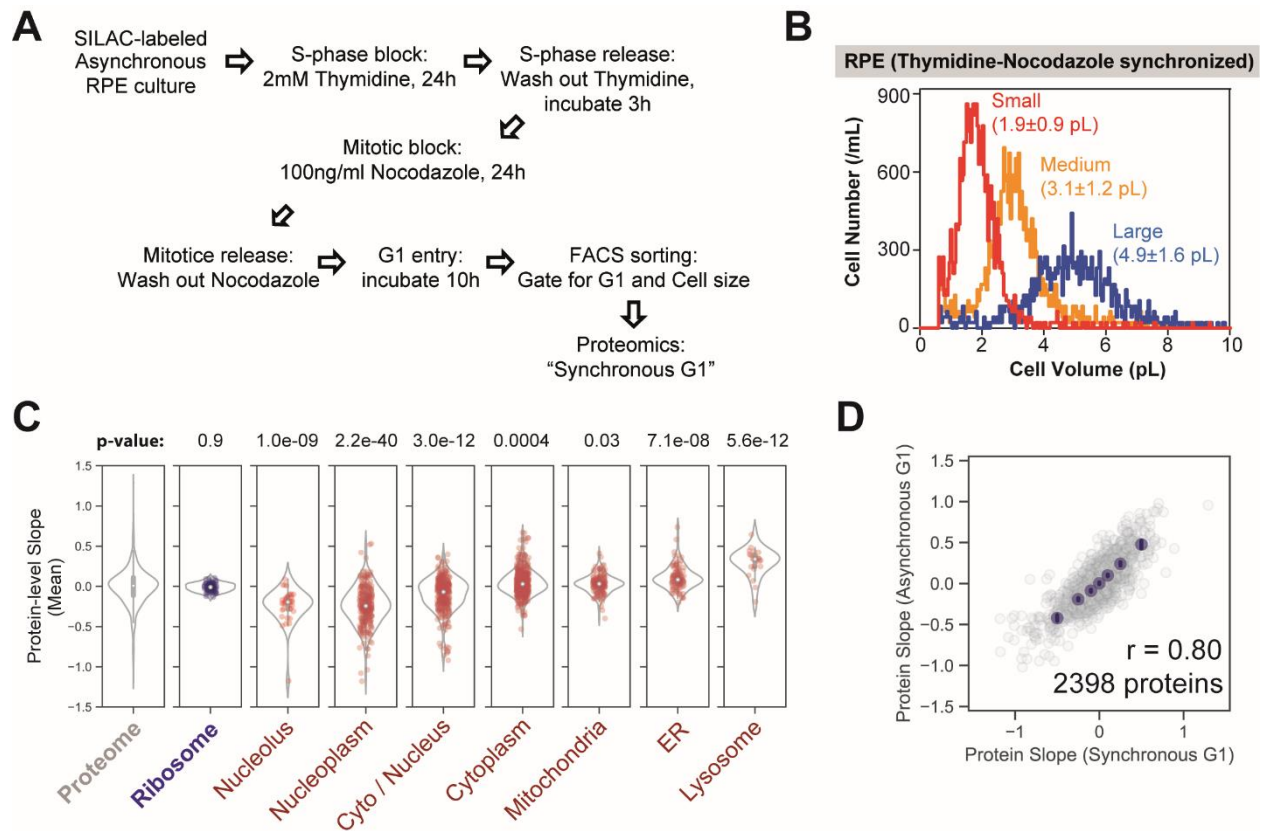 A
SILAC-labeled
Asynchronous
RPE culture
S-phase block:
2mM Thymidine, 24h
S-phase release:
Wash out Thymidine,
incubate 3h
Mitotic block:
100ng/ml Nocodazole, 24h
Mitotice release:
Wash out Nocodazole
G1 entry:
incubate 10h
FACS sorting:
Gate for G1 and Cell size
Proteomics:
“Synchronous G1”
B
RPE (Thymidine-Nocodazole synchronized)
Cell Number (/mL)
900
600
300
0
Small
(1.9±0.9 pL)
Medium
(3.1±1.2 pL)
Large
(4.9±1.6 pL)
0 2 4 6 8 10
Cell Volume (pL)
C
p-value: 0.9 1.0e-09 2.2e-40 3.0e-12 0.0004 0.03 7.1e-08 5.6e-12
Protein-level Slope
(Mean)
1.5
1.0
0.5
0.0
−0.5
−1.0
−1.5
Proteome
Ribosome
Nucleolus
Nucleoplasm
Cyto / Nucleus
Cytoplasm
Mitochondria
ER
Lysosome
D
Protein Slope (Asynchronous G1)
1.5
1.0
0.5
0.0
−0.5
−1.0
−1.5
r = 0.80
2398 proteins
−1 0 1
Protein Slope (Synchronous G1)